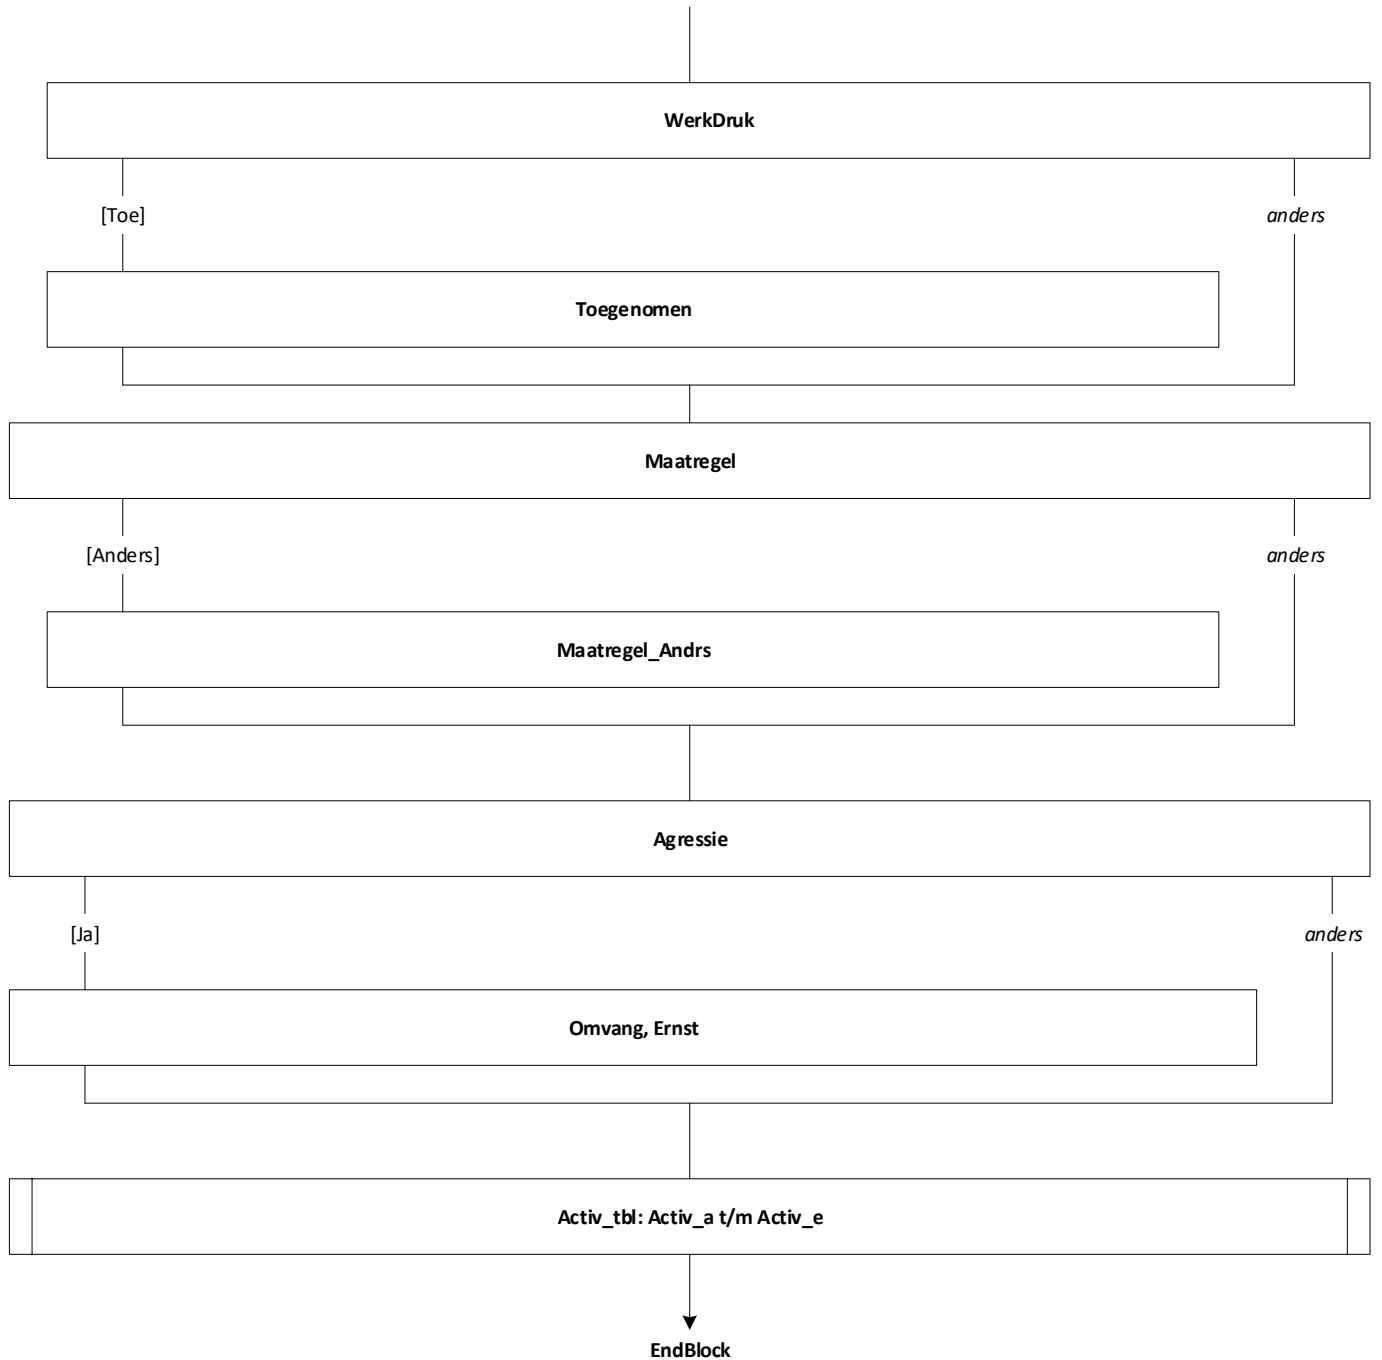 WerkDruk
[Toe]
anders
Toegenomen
Maatregel
[Anders]
anders
Maatregel_Andrs
Agressie
[Ja]
anders
Omvang, Ernst
Activ_tbl: Activ_a t/m Activ_e
EndBlock